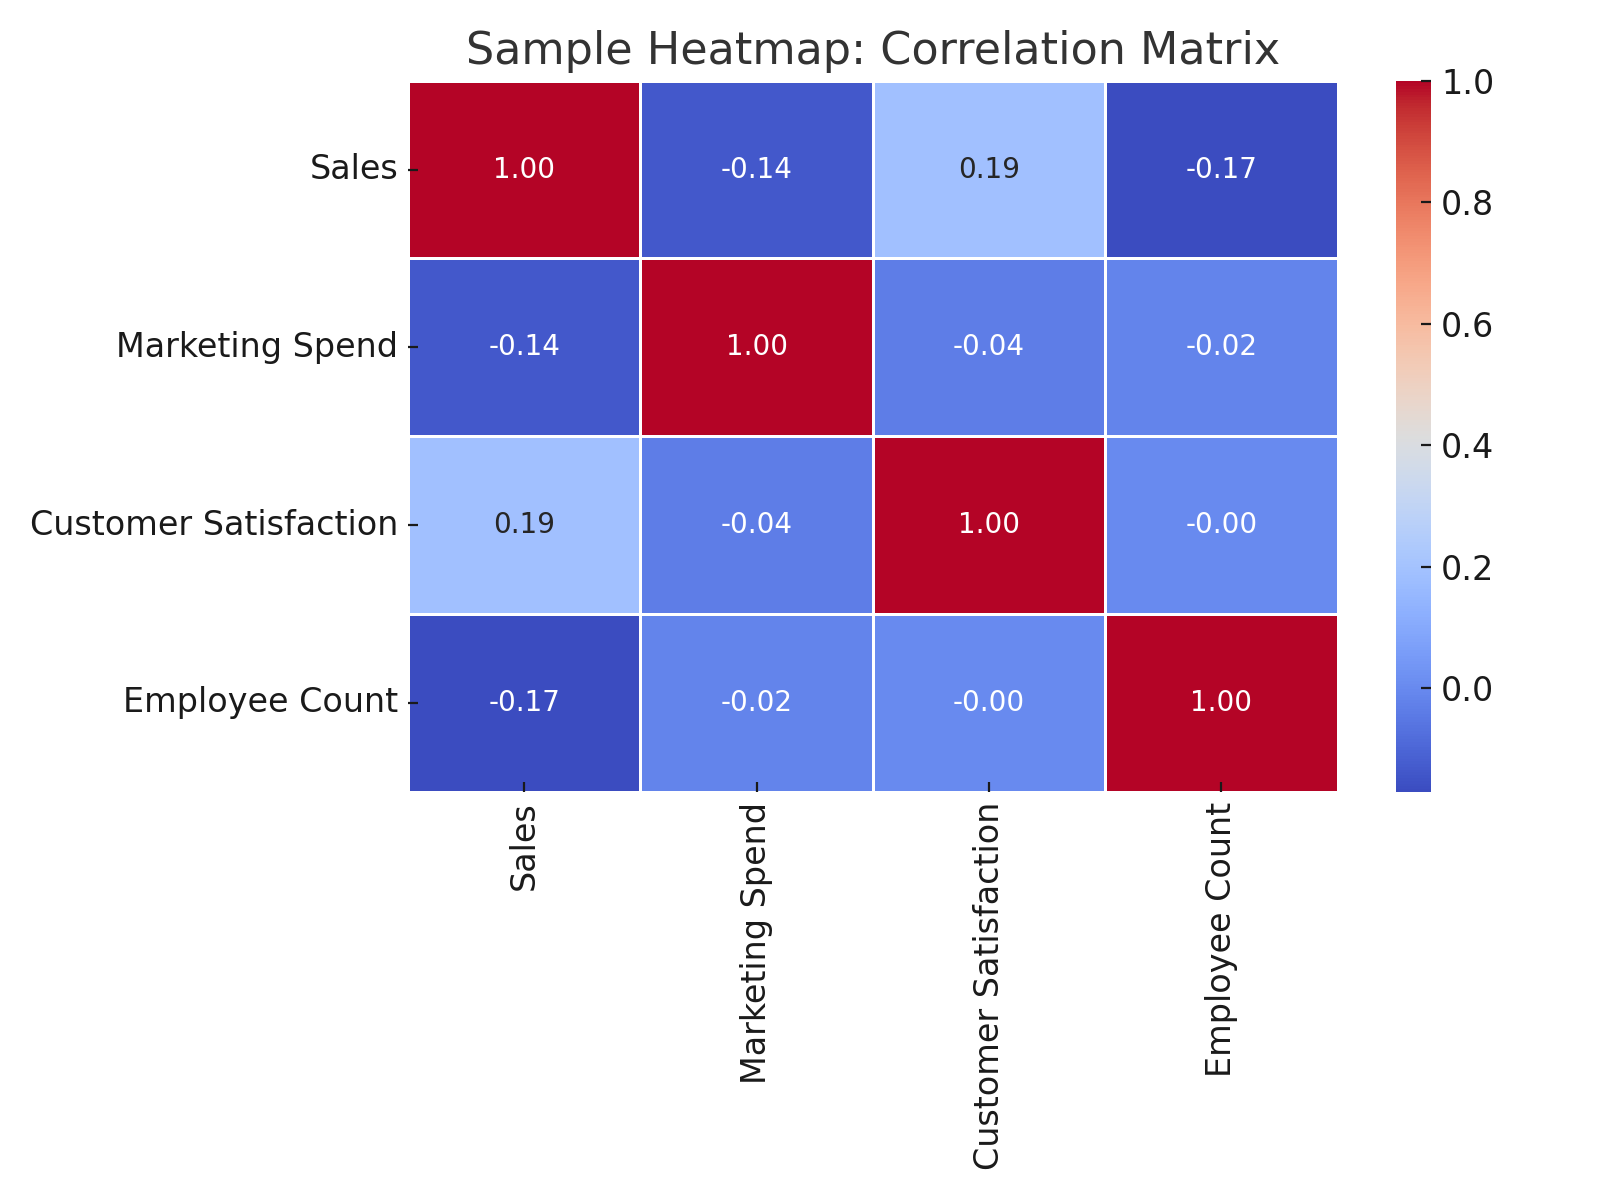 Sample Heatmap: Correlation Matrix
Sales 1.00 -0.14 0.19 -0.17
Marketing Spend -0.14 1.00 -0.04 -0.02
Customer Satisfaction 0.19 -0.04 1.00 -0.00
Employee Count -0.17 -0.02 -0.00 1.00
Sales
Marketing Spend
Customer Satisfaction
Employee Count
1.0
0.8
0.6
0.4
0.2
0.0